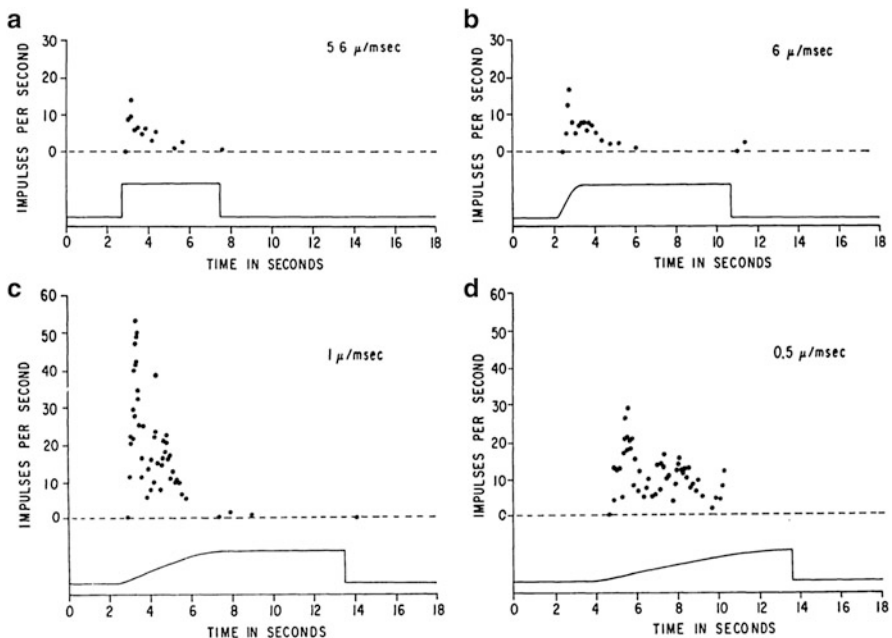 a
5 6 μ/msec
IMPULSES PER SECOND
30
20
10
0
0 2 4 6 8 10 12 14 16 18
TIME IN SECONDS
b
6 μ/msec
IMPULSES PER SECOND
30
20
10
0
0 2 4 6 8 10 12 14 16 18
TIME IN SECONDS
c
1 μ/msec
IMPULSES PER SECOND
60
50
40
30
20
10
0
0 2 4 6 8 10 12 14 16 18
TIME IN SECONDS
d
0.5 μ/msec
IMPULSES PER SECOND
60
50
40
30
20
10
0
0 2 4 6 8 10 12 14 16 18
TIME IN SECONDS